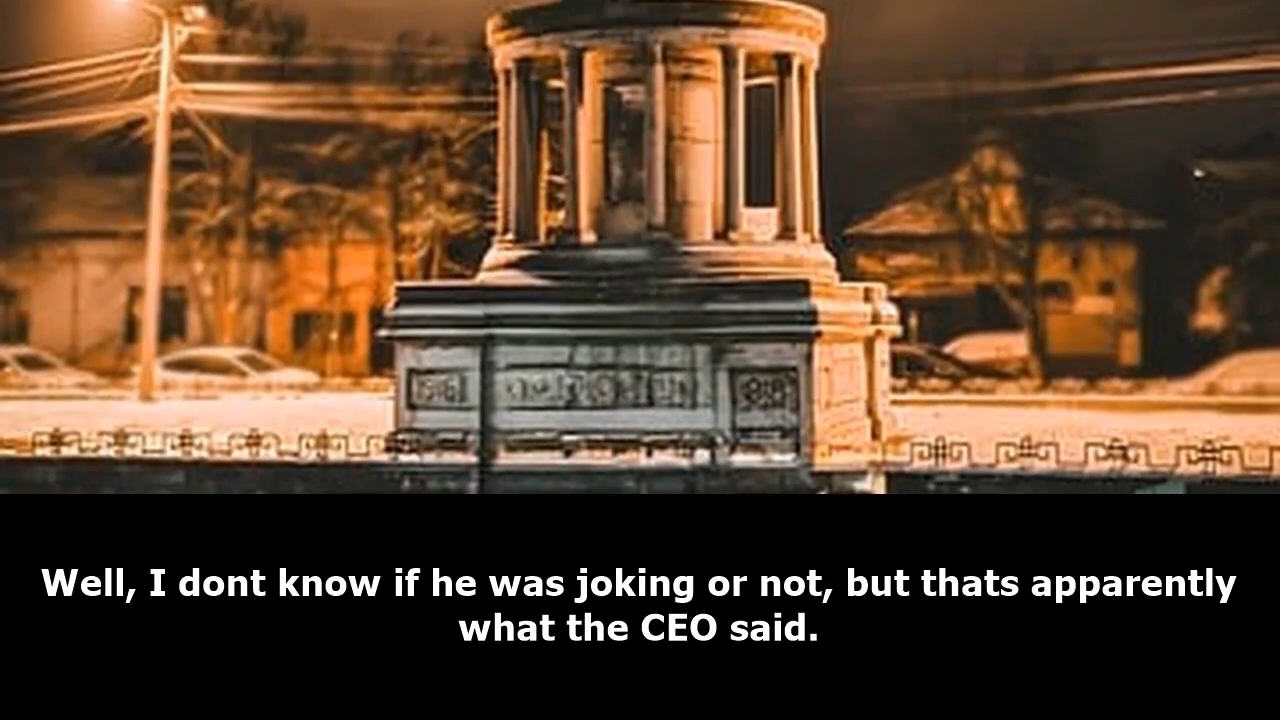 Well, I dont know if he was joking or not, but thats apparently
what the CEO said.